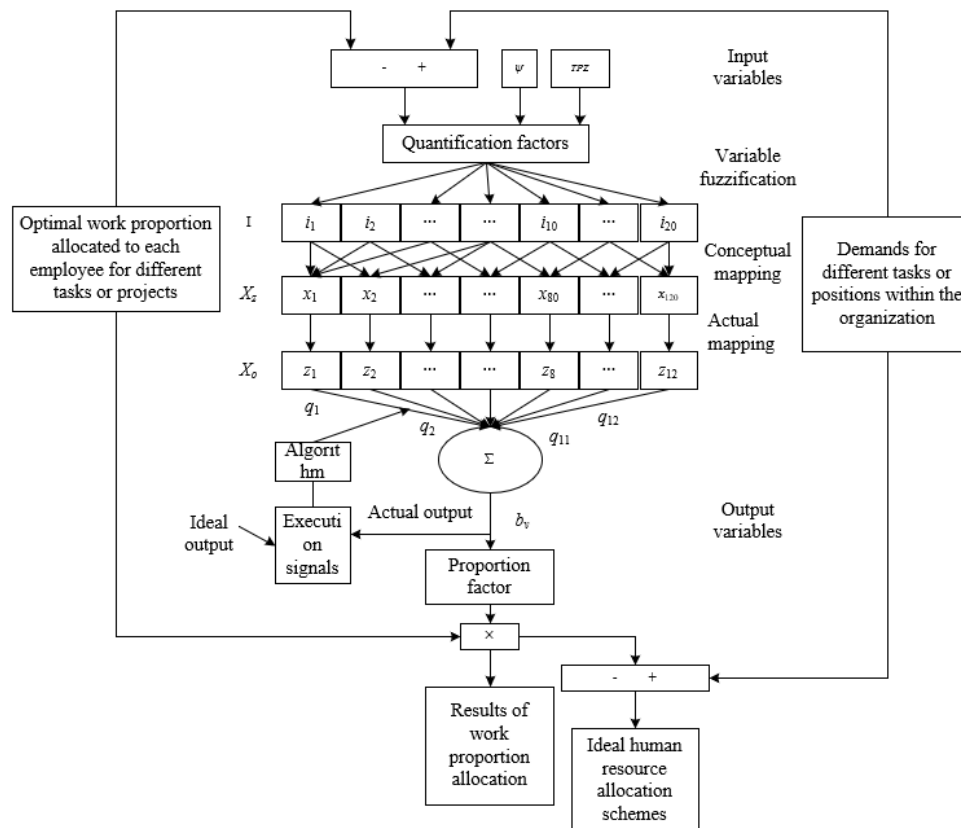 - +
ψ
TPZ
Input
variables
Quantification factors
Variable
fuzzification
Optimal work proportion
allocated to each
employee for different
tasks or projects
I
i1 i2 ... ... i10 ... i20
Conceptual
mapping
Demands for
different tasks or
positions within the
organization
Xs
x1 x2 ... ... x80 ... x120
Actual
mapping
Xo
z1 z2 ... ... z8 ... z12
q1
q2
q11
q12
Σ
Algorit
hm
Ideal
output
Executi
on
signals
Actual output
bv
Output
variables
Proportion
factor
×
- +
Results of
work
proportion
allocation
Ideal human
resource
allocation
schemes